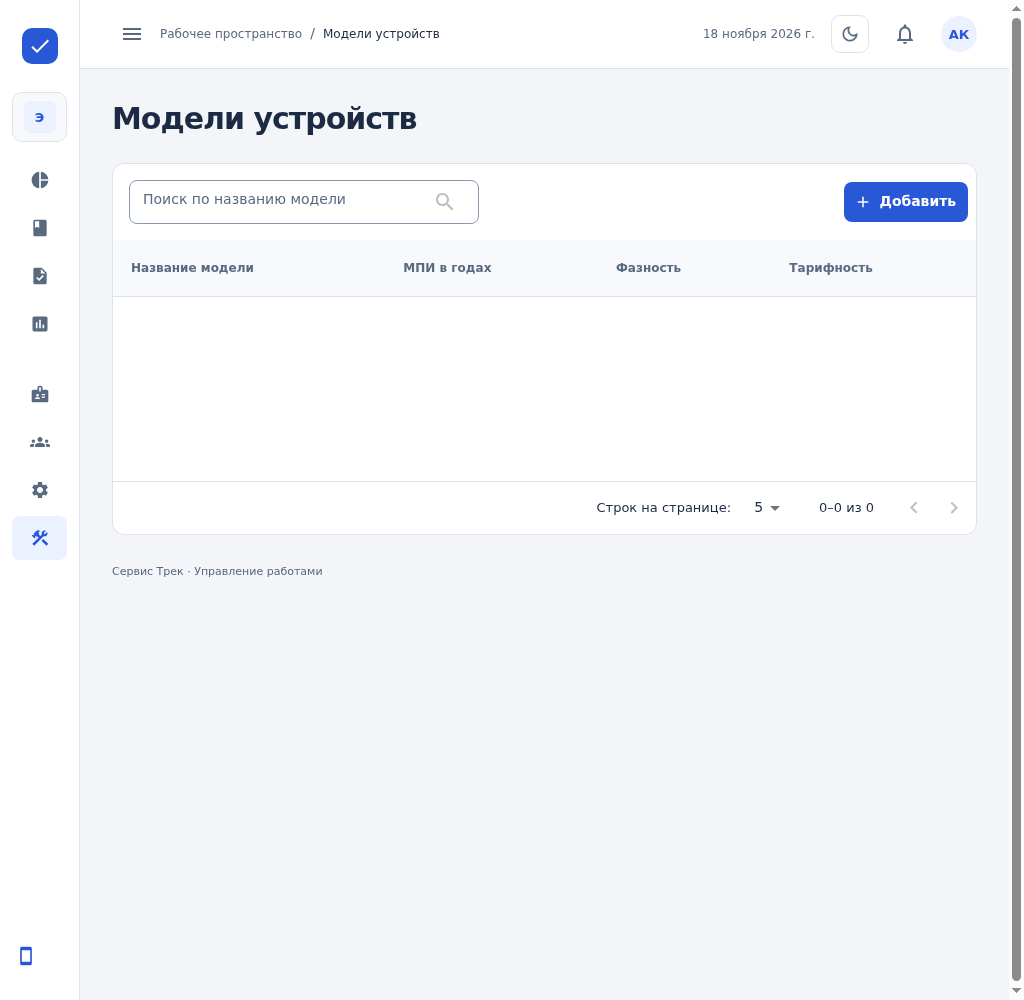 Рабочее пространство / Модели устройств
18 ноября 2026 г.
АК
Э
Модели устройств
Поиск по названию модели
Добавить
Название модели
МПИ в годах
Фазность
Тарифность
Строк на странице:
5
0–0 из 0
Сервис Трек · Управление работами